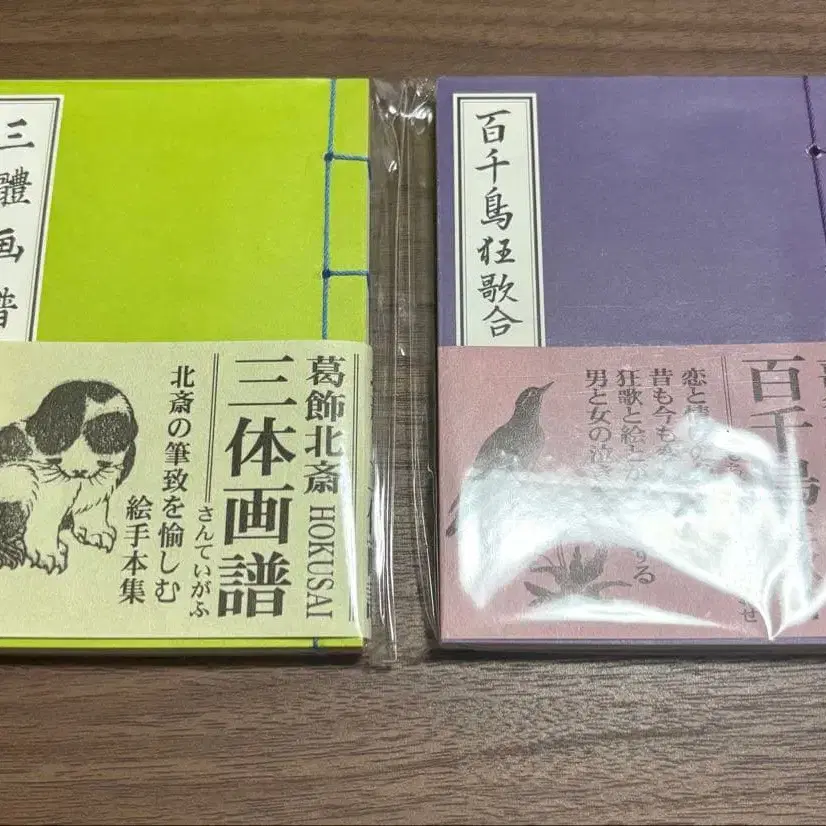 三體画譜
葛飾北斎 HOKUSAI
三体画譜
さんていがふ
北斎の筆致を愉しむ
絵手本集
百千鳥狂歌合
百千鳥
恋と情
昔も今も
狂歌と絵と
男と女の